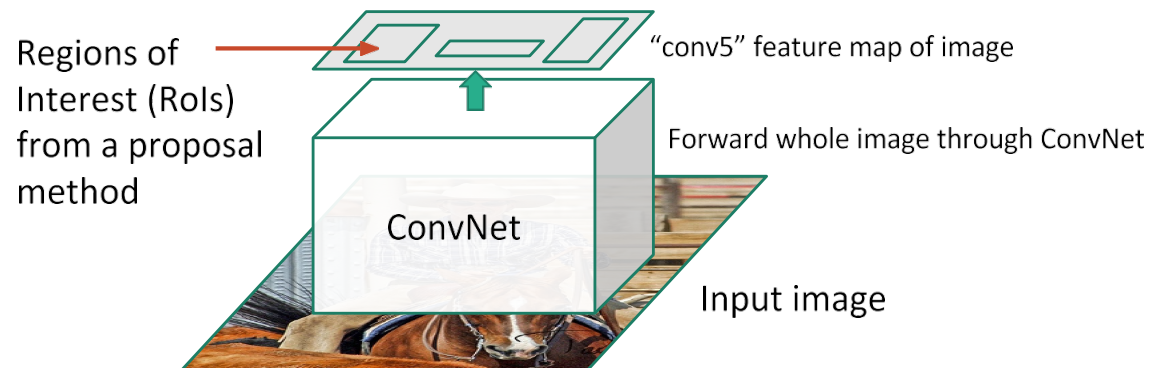 Regions of
Interest (RoIs)
from a proposal
method
“conv5” feature map of image
Forward whole image through ConvNet
ConvNet
Input image